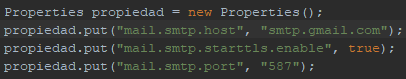 Properties propiedad = new Properties();
propiedad.put("mail.smtp.host", "smtp.gmail.com");
propiedad.put("mail.smtp.starttls.enable", true);
propiedad.put("mail.smtp.port", "587");